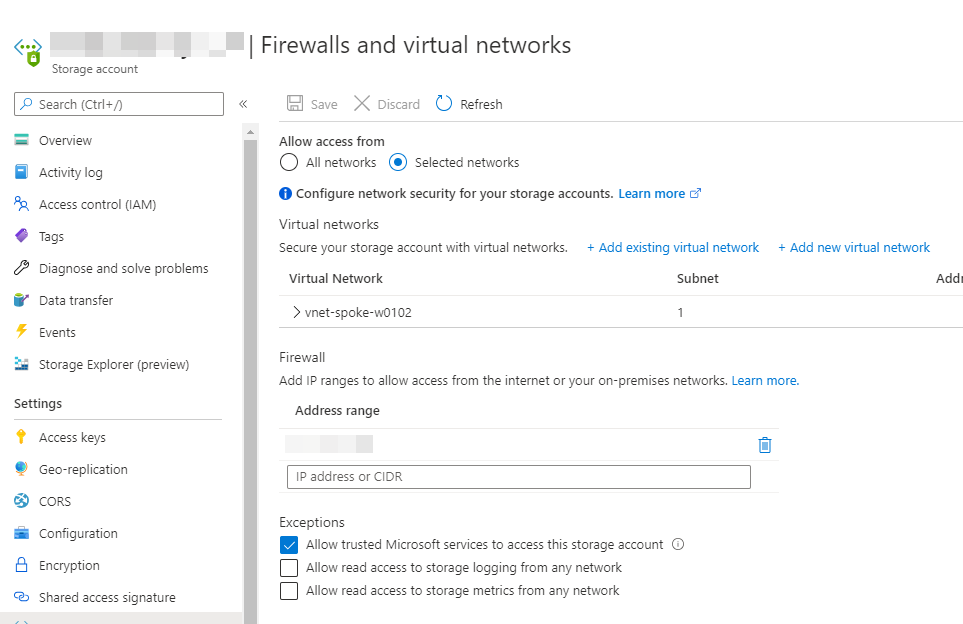 | Firewalls and virtual networks
Storage account
Search (Ctrl+/)
«
Save
Discard
Refresh
Overview
Activity log
Access control (IAM)
Tags
Diagnose and solve problems
Data transfer
Events
Storage Explorer (preview)
Settings
Access keys
Geo-replication
CORS
Configuration
Encryption
Shared access signature
Allow access from
All networks
Selected networks
Configure network security for your storage accounts. Learn more
Virtual networks
Secure your storage account with virtual networks. + Add existing virtual network + Add new virtual network
Virtual Network Subnet Addr
vnet-spoke-w0102 1
Firewall
Add IP ranges to allow access from the internet or your on-premises networks. Learn more.
Address range
IP address or CIDR
Exceptions
Allow trusted Microsoft services to access this storage account
Allow read access to storage logging from any network
Allow read access to storage metrics from any network